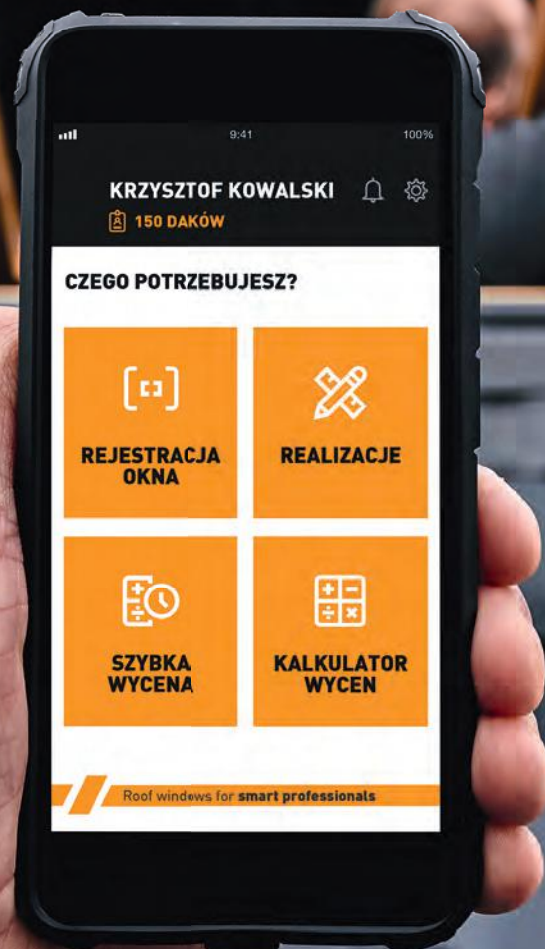 9:41
100%
KRZYSZTOF KOWALSKI
150 DAKÓW
CZEGO POTRZEBUJESZ?
REJESTRACJA
OKNA
REALIZACJE
SZYBKA
WYCENA
KALKULATOR
WYCEN
Roof windows for smart professionals